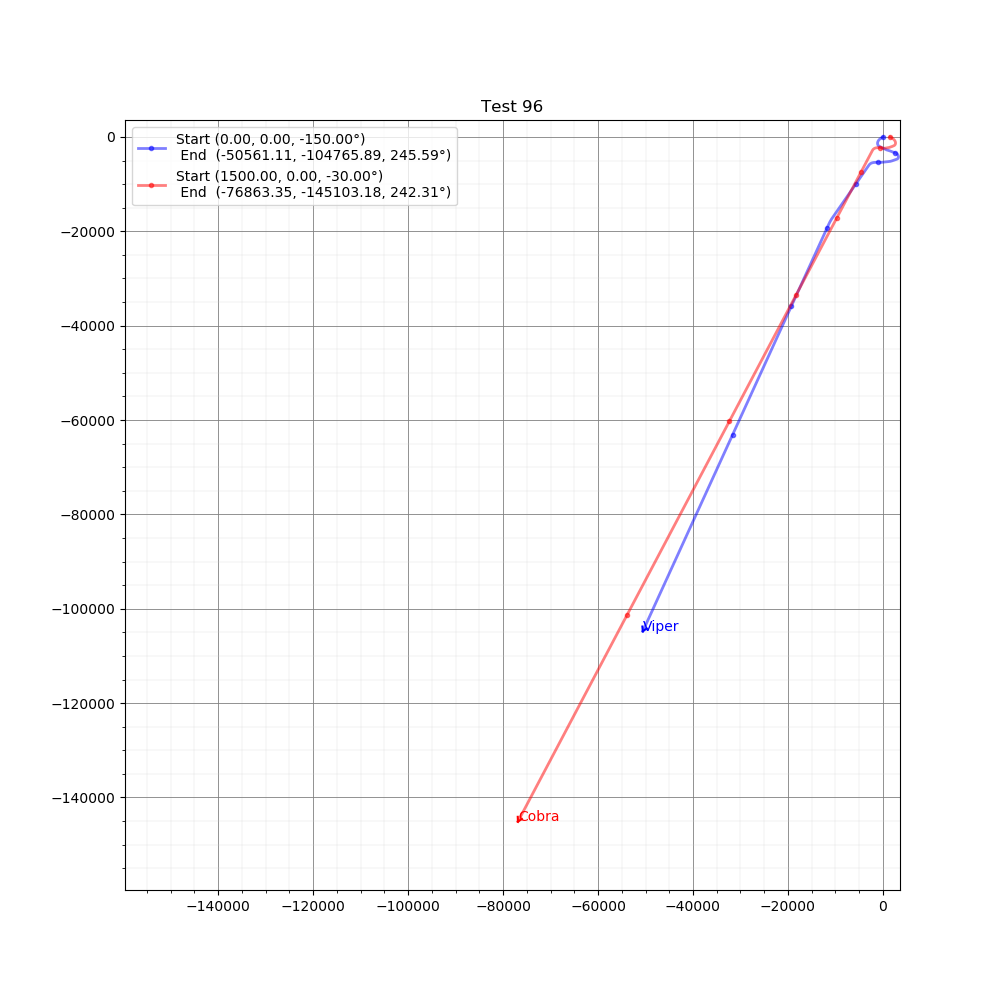 Test 96
Start (0.00, 0.00, -150.00°)
End (-50561.11, -104765.89, 245.59°)
Start (1500.00, 0.00, -30.00°)
End (-76863.35, -145103.18, 242.31°)
0
−20000
−40000
−60000
−80000
−100000
−120000
−140000
Viper
Cobra
−140000 −120000 −100000 −80000 −60000 −40000 −20000 0